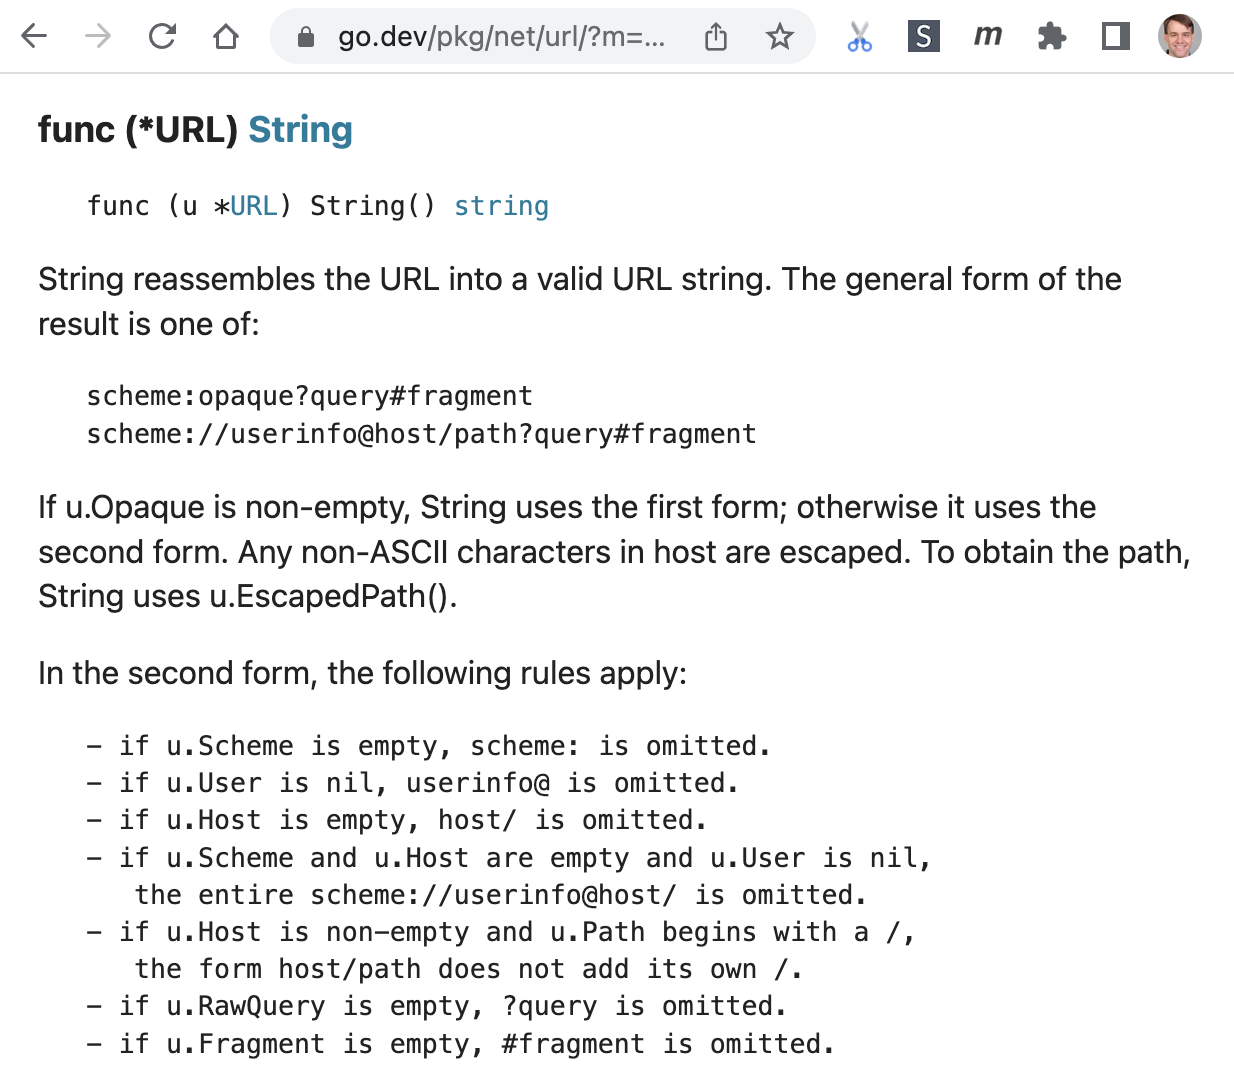 go.dev/pkg/net/url/?m=...
S
m
func (*URL) String
func (u *URL) String() string
String reassembles the URL into a valid URL string. The general form of the
result is one of:
scheme:opaque?query#fragment
scheme://userinfo@host/path?query#fragment
If u.Opaque is non-empty, String uses the first form; otherwise it uses the
second form. Any non-ASCII characters in host are escaped. To obtain the path,
String uses u.EscapedPath().
In the second form, the following rules apply:
- if u.Scheme is empty, scheme: is omitted.
- if u.User is nil, userinfo@ is omitted.
- if u.Host is empty, host/ is omitted.
- if u.Scheme and u.Host are empty and u.User is nil,
the entire scheme://userinfo@host/ is omitted.
- if u.Host is non-empty and u.Path begins with a /,
the form host/path does not add its own /.
- if u.RawQuery is empty, ?query is omitted.
- if u.Fragment is empty, #fragment is omitted.